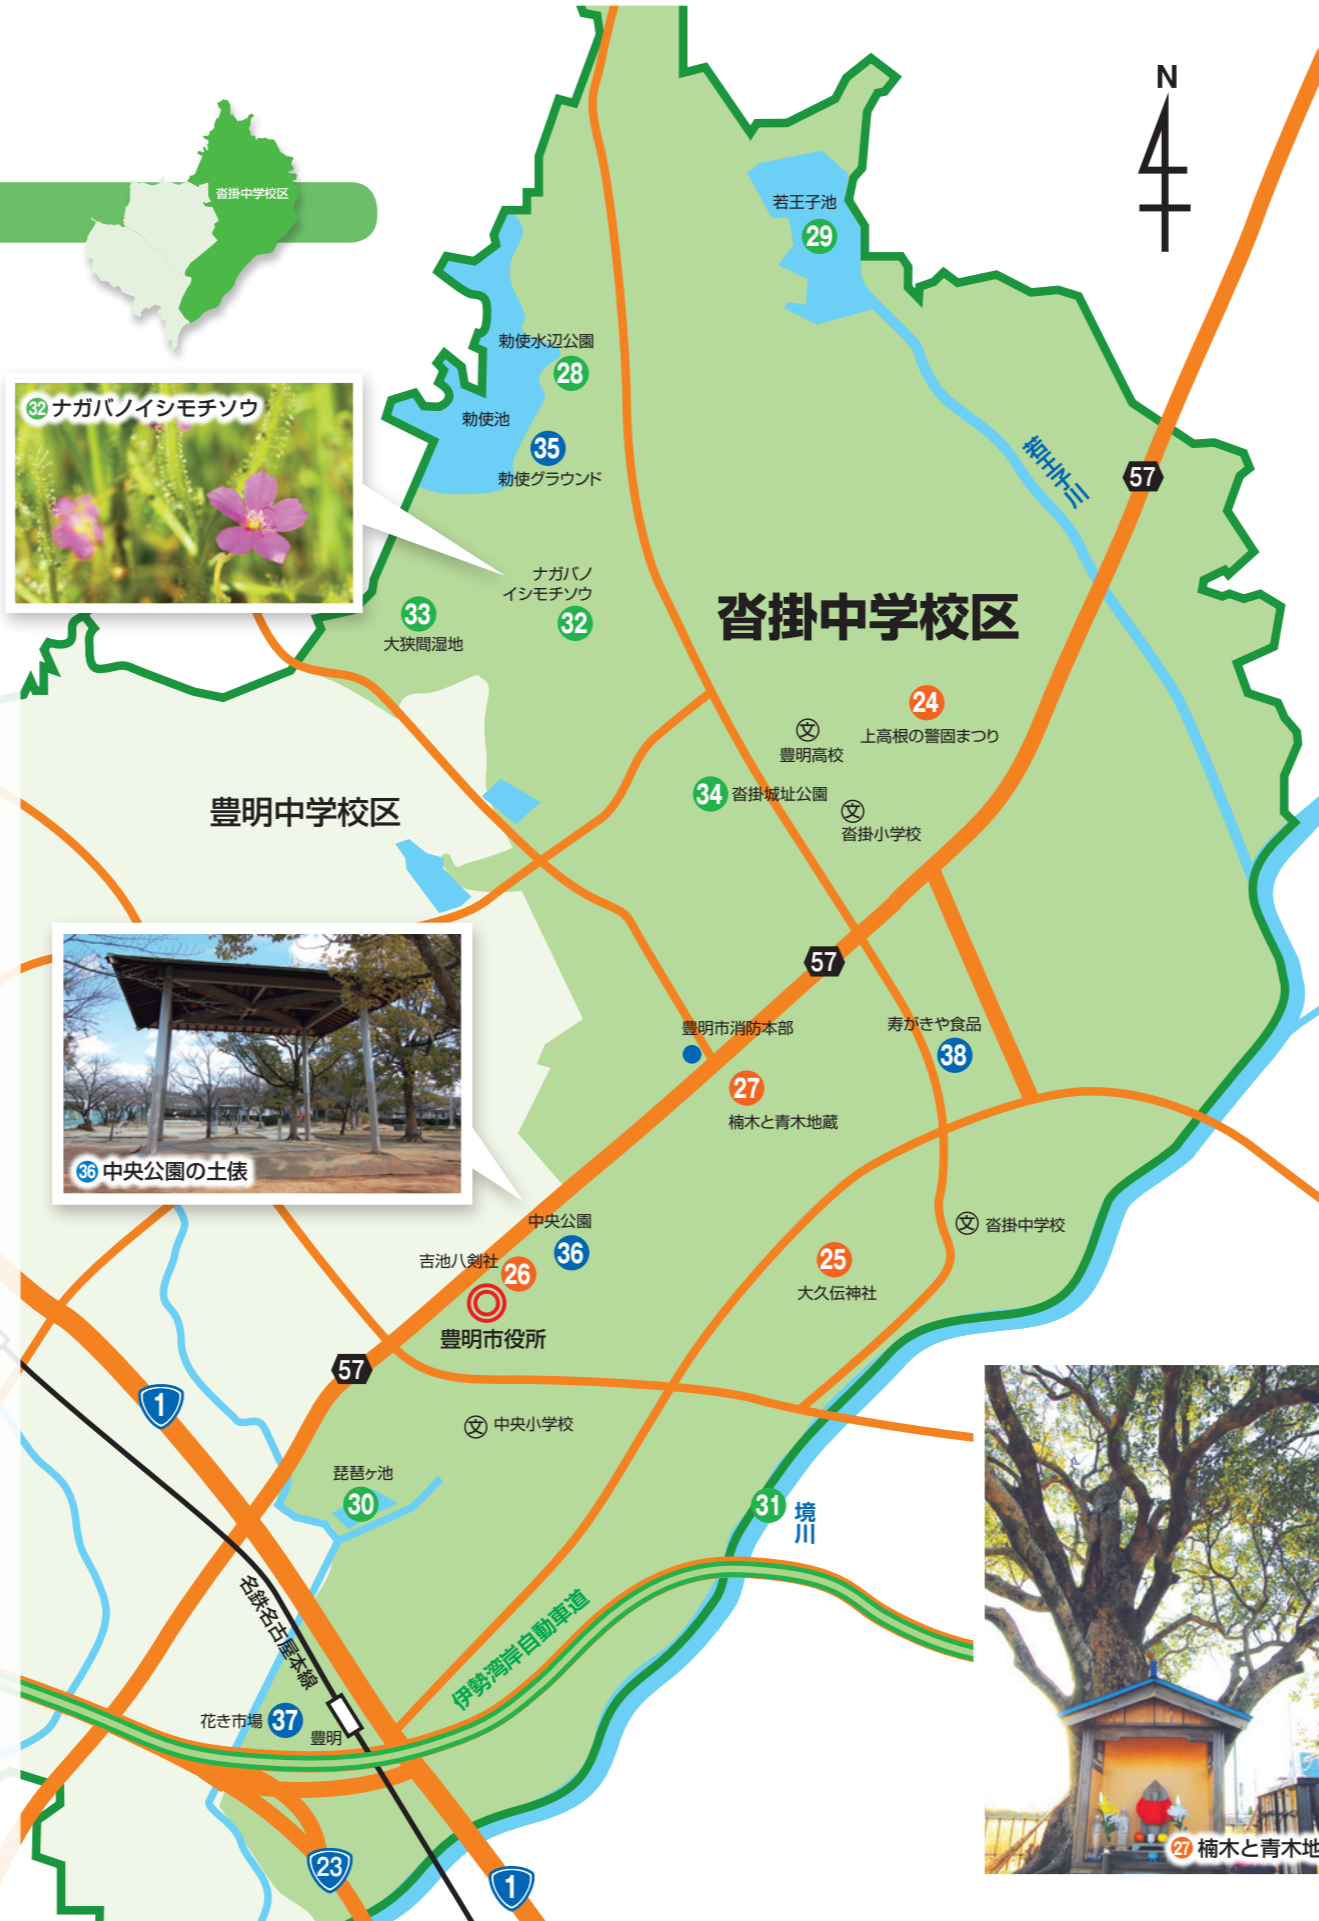 N
沓掛中学校区
若王子池
29
勅使水辺公園
28
32 ナガバノイシモチソウ
勅使池
35
勅使グラウンド
若王子川
57
ナガバノ
イシモチソウ
32
33
大狭間湿地
沓掛中学校区
24
上高根の警固まつり
文
豊明高校
34 沓掛城址公園
文
沓掛小学校
豊明中学校区
57
豊明市消防本部
寿がきや食品
38
27
楠木と青木地蔵
36 中央公園の土俵
中央公園
36
吉池八剣社
26
豊明市役所
文 沓掛中学校
25
大久伝神社
57
1
文 中央小学校
琵琶ヶ池
30
31 境川
名鉄名古屋本線
伊勢湾岸自動車道
花き市場 37
豊明
27 楠木と青木地
23
1